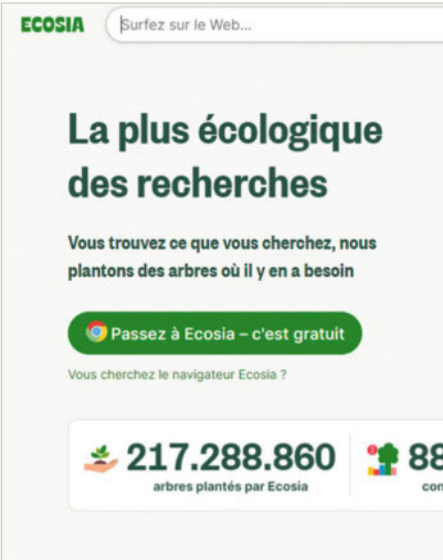 ECOSIA
Surfez sur le Web...
La plus écologique
des recherches
Vous trouvez ce que vous cherchez, nous
plantons des arbres où il y en a besoin
Passez à Ecosia – c'est gratuit
Vous cherchez le navigateur Ecosia ?
217.288.860 88
arbres plantés par Ecosia con